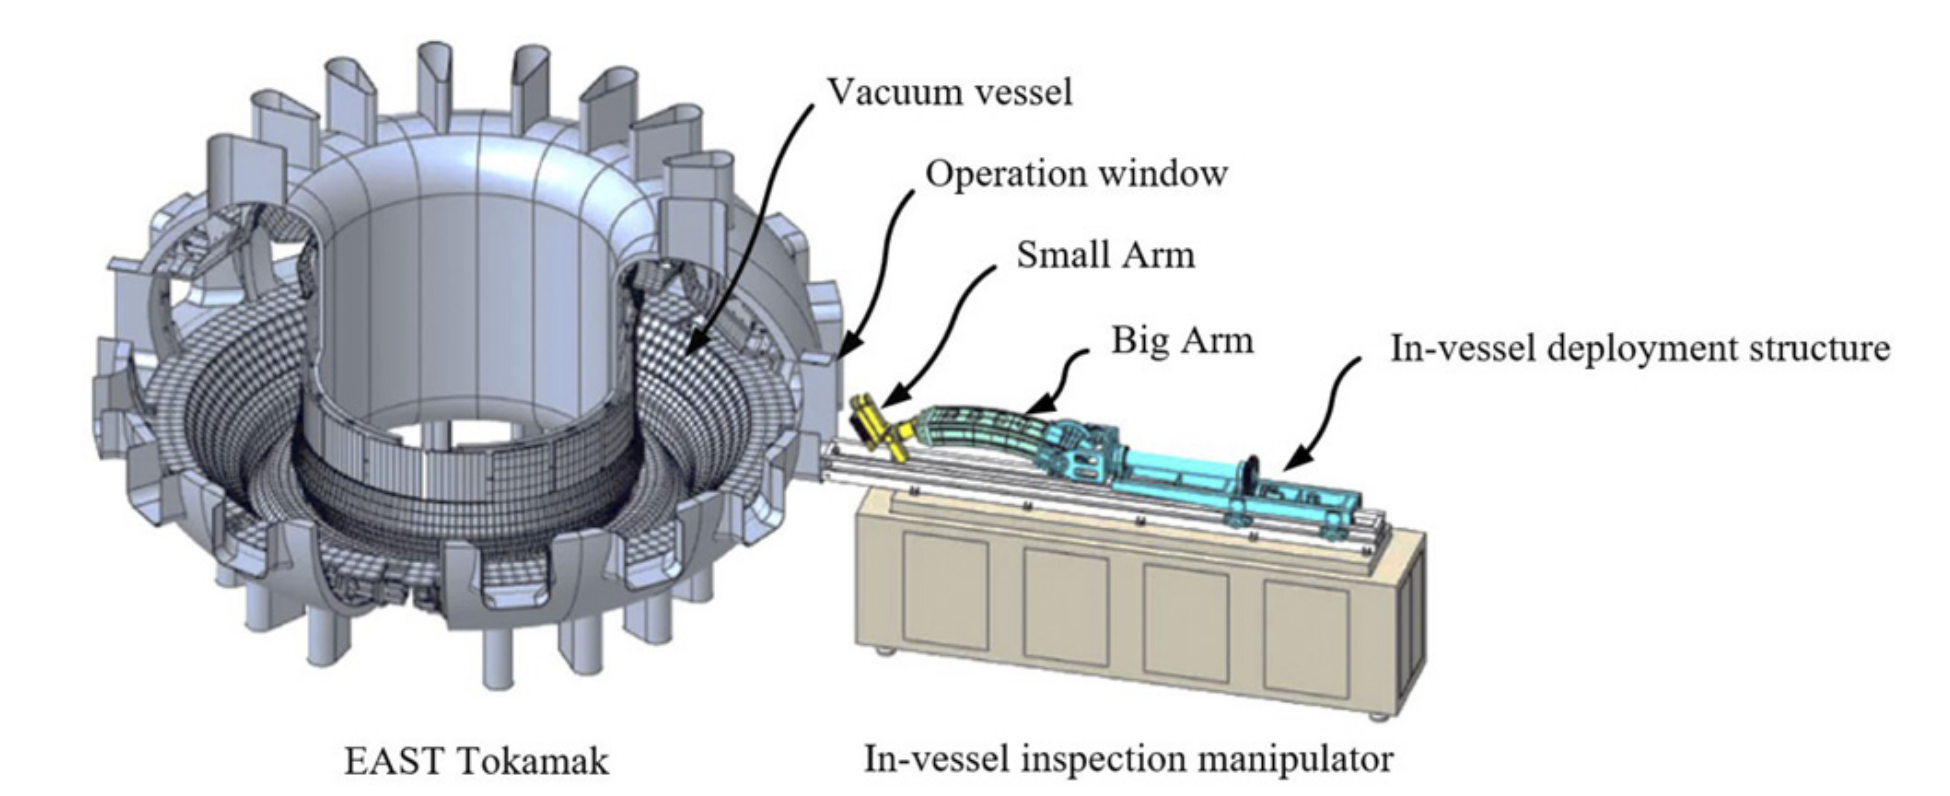 Vacuum vessel
Operation window
Small Arm
Big Arm
In-vessel deployment structure
EAST Tokamak
In-vessel inspection manipulator